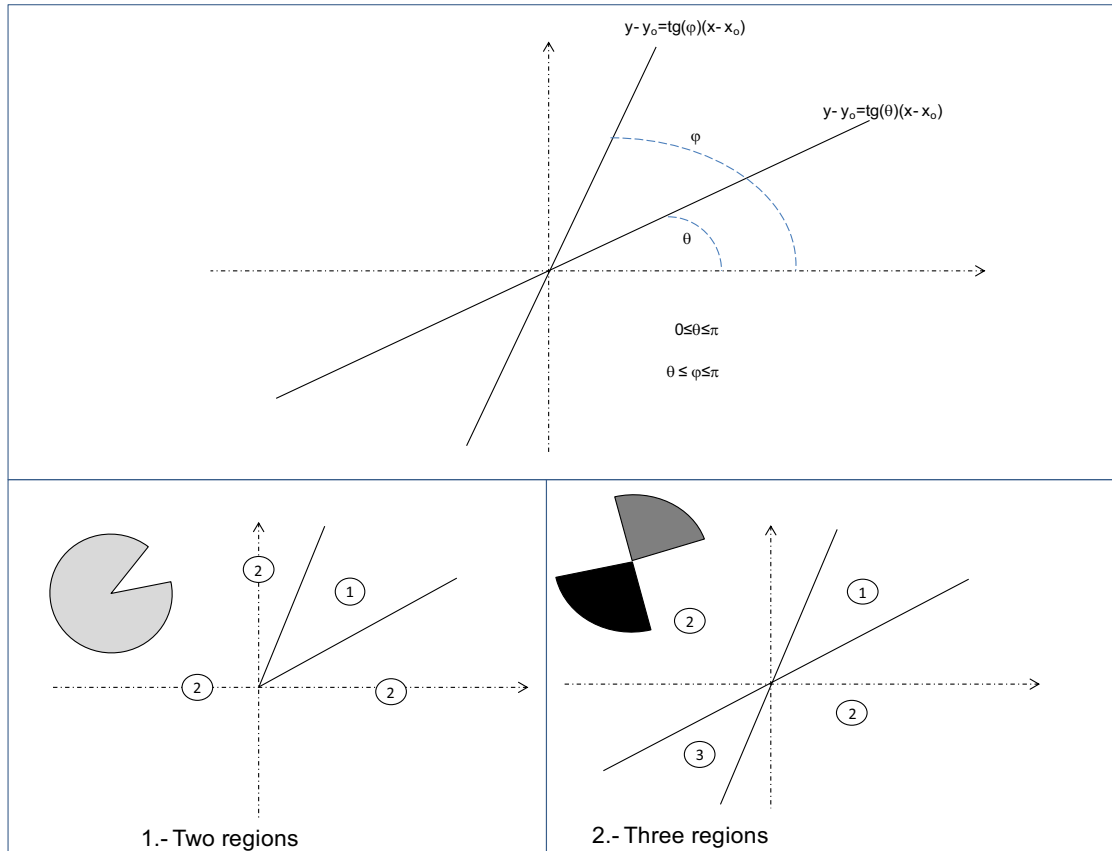 y- yₒ=tg(φ)(x- xₒ)
y- yₒ=tg(θ)(x- xₒ)
φ
θ
0≤θ≤π
θ ≤ φ≤π
2
1
2
2
1.- Two regions
1
2
2
3
2.- Three regions